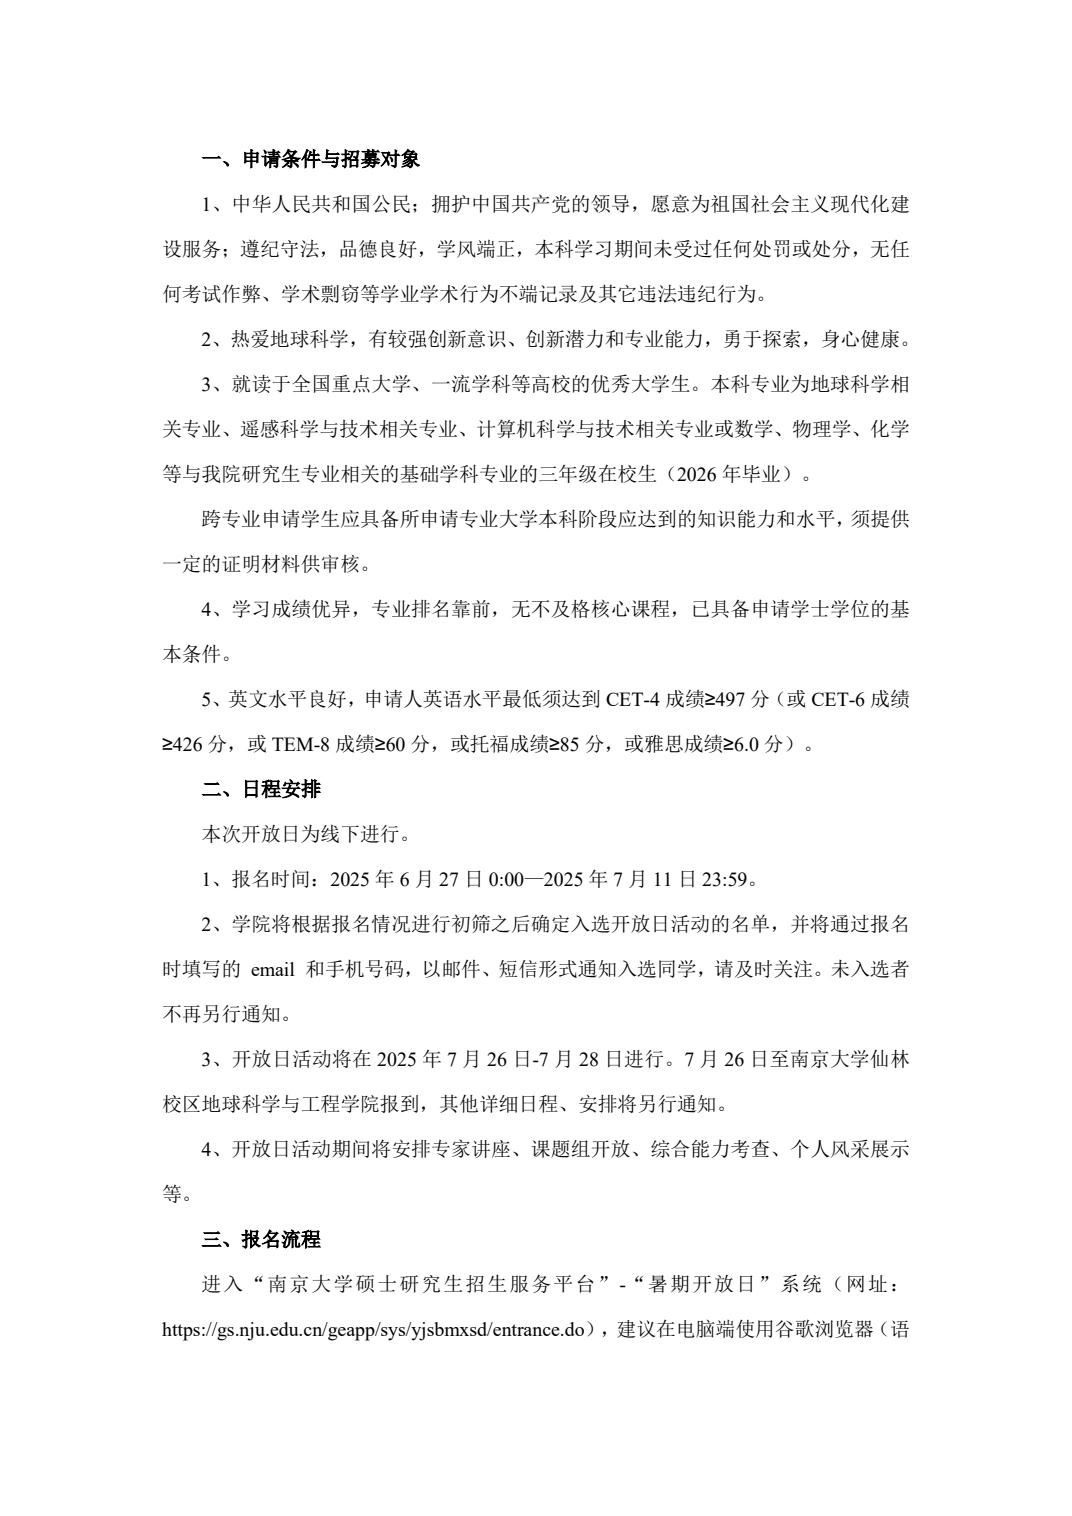 一、申请条件与招募对象
1、中华人民共和国公民；拥护中国共产党的领导，愿意为祖国社会主义现代化建
设服务；遵纪守法，品德良好，学风端正，本科学习期间未受过任何处罚或处分，无任
何考试作弊、学术剽窃等学业学术行为不端记录及其它违法违纪行为。
2、热爱地球科学，有较强创新意识、创新潜力和专业能力，勇于探索，身心健康。
3、就读于全国重点大学、一流学科等高校的优秀大学生。本科专业为地球科学相
关专业、遥感科学与技术相关专业、计算机科学与技术相关专业或数学、物理学、化学
等与我院研究生专业相关的基础学科专业的三年级在校生（2026 年毕业）。
跨专业申请学生应具备所申请专业大学本科阶段应达到的知识能力和水平，须提供
一定的证明材料供审核。
4、学习成绩优异，专业排名靠前，无不及格核心课程，已具备申请学士学位的基
本条件。
5、英文水平良好，申请人英语水平最低须达到 CET-4 成绩≥497 分（或 CET-6 成绩
≥426 分，或 TEM-8 成绩≥60 分，或托福成绩≥85 分，或雅思成绩≥6.0 分）。
二、日程安排
本次开放日为线下进行。
1、报名时间：2025 年 6 月 27 日 0:00—2025 年 7 月 11 日 23:59。
2、学院将根据报名情况进行初筛之后确定入选开放日活动的名单，并将通过报名
时填写的 email 和手机号码，以邮件、短信形式通知入选同学，请及时关注。未入选者
不再另行通知。
3、开放日活动将在 2025 年 7 月 26 日-7 月 28 日进行。7 月 26 日至南京大学仙林
校区地球科学与工程学院报到，其他详细日程、安排将另行通知。
4、开放日活动期间将安排专家讲座、课题组开放、综合能力考查、个人风采展示
等。
三、报名流程
进入“南京大学硕士研究生招生服务平台”-“暑期开放日”系统（网址：
https://gs.nju.edu.cn/geapp/sys/yjsbmxsd/entrance.do），建议在电脑端使用谷歌浏览器（语